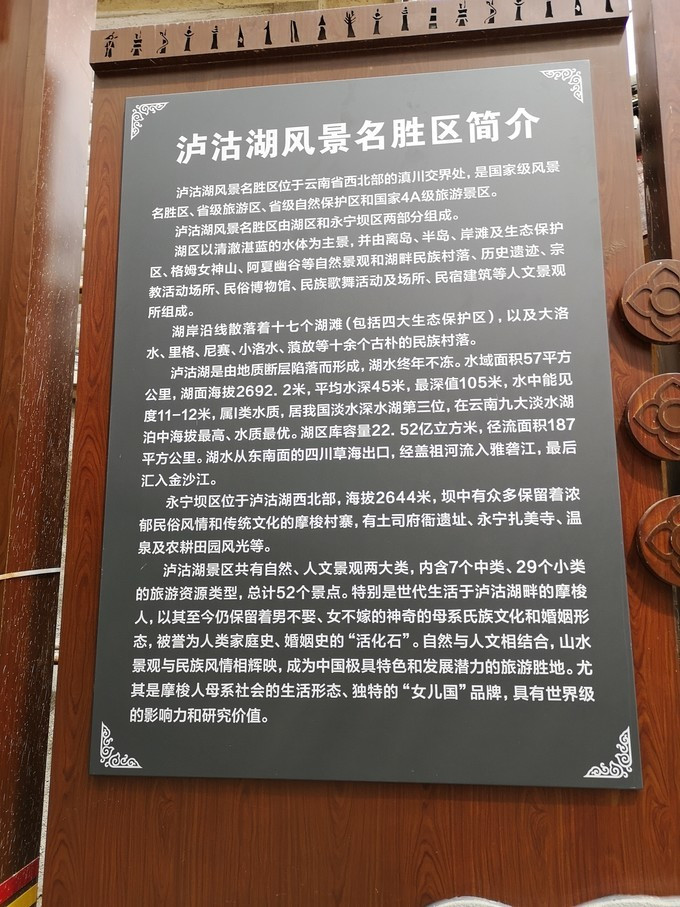 泸沽湖风景名胜区简介
泸沽湖风景名胜区位于云南省西北部的滇川交界处，是国家级风景
名胜区、省级旅游区、省级自然保护区和国家4A级旅游景区。
泸沽湖风景名胜区由湖区和永宁坝区两部分组成。
湖区以清澈湛蓝的水体为主景，并由离岛、半岛、岸滩及生态保护
区、格姆女神山、阿夏幽谷等自然景观和湖畔民族村落、历史遗迹、宗
教活动场所、民俗博物馆、民族歌舞活动及场所、民宿建筑等人文景观
所组成。
湖岸沿线散落着十七个湖滩（包括四大生态保护区），以及大洛
水、里格、尼赛、小洛水、蒗放等十余个古朴的民族村落。
泸沽湖是由地质断层陷落而形成，湖水终年不冻。水域面积57平方
公里，湖面海拔2692.2米，平均水深45米，最深值105米，水中能见
度11-12米，属I类水质，居我国淡水深水湖第三位，在云南九大淡水湖
泊中海拔最高、水质最优。湖区库容量22.52亿立方米，径流面积187
平方公里。湖水从东南面的四川草海出口，经盖祖河流入雅砻江，最后
汇入金沙江。
永宁坝区位于泸沽湖西北部，海拔2644米，坝中有众多保留着浓
郁民俗风情和传统文化的摩梭村寨，有土司府衙遗址、永宁扎美寺、温
泉及农耕田园风光等。
泸沽湖景区共有自然、人文景观两大类，内含7个中类、29个小类
的旅游资源类型，总计52个景点。特别是世代生活于泸沽湖畔的摩梭
人，以其至今仍保留着男不娶、女不嫁的神奇的母系氏族文化和婚姻形
态，被誉为人类家庭史、婚姻史的“活化石”。自然与人文相结合，山水
景观与民族风情相辉映，成为中国极具特色和发展潜力的旅游胜地。尤
其是摩梭人母系社会的生活形态、独特的“女儿国”品牌，具有世界级
的影响力和研究价值。